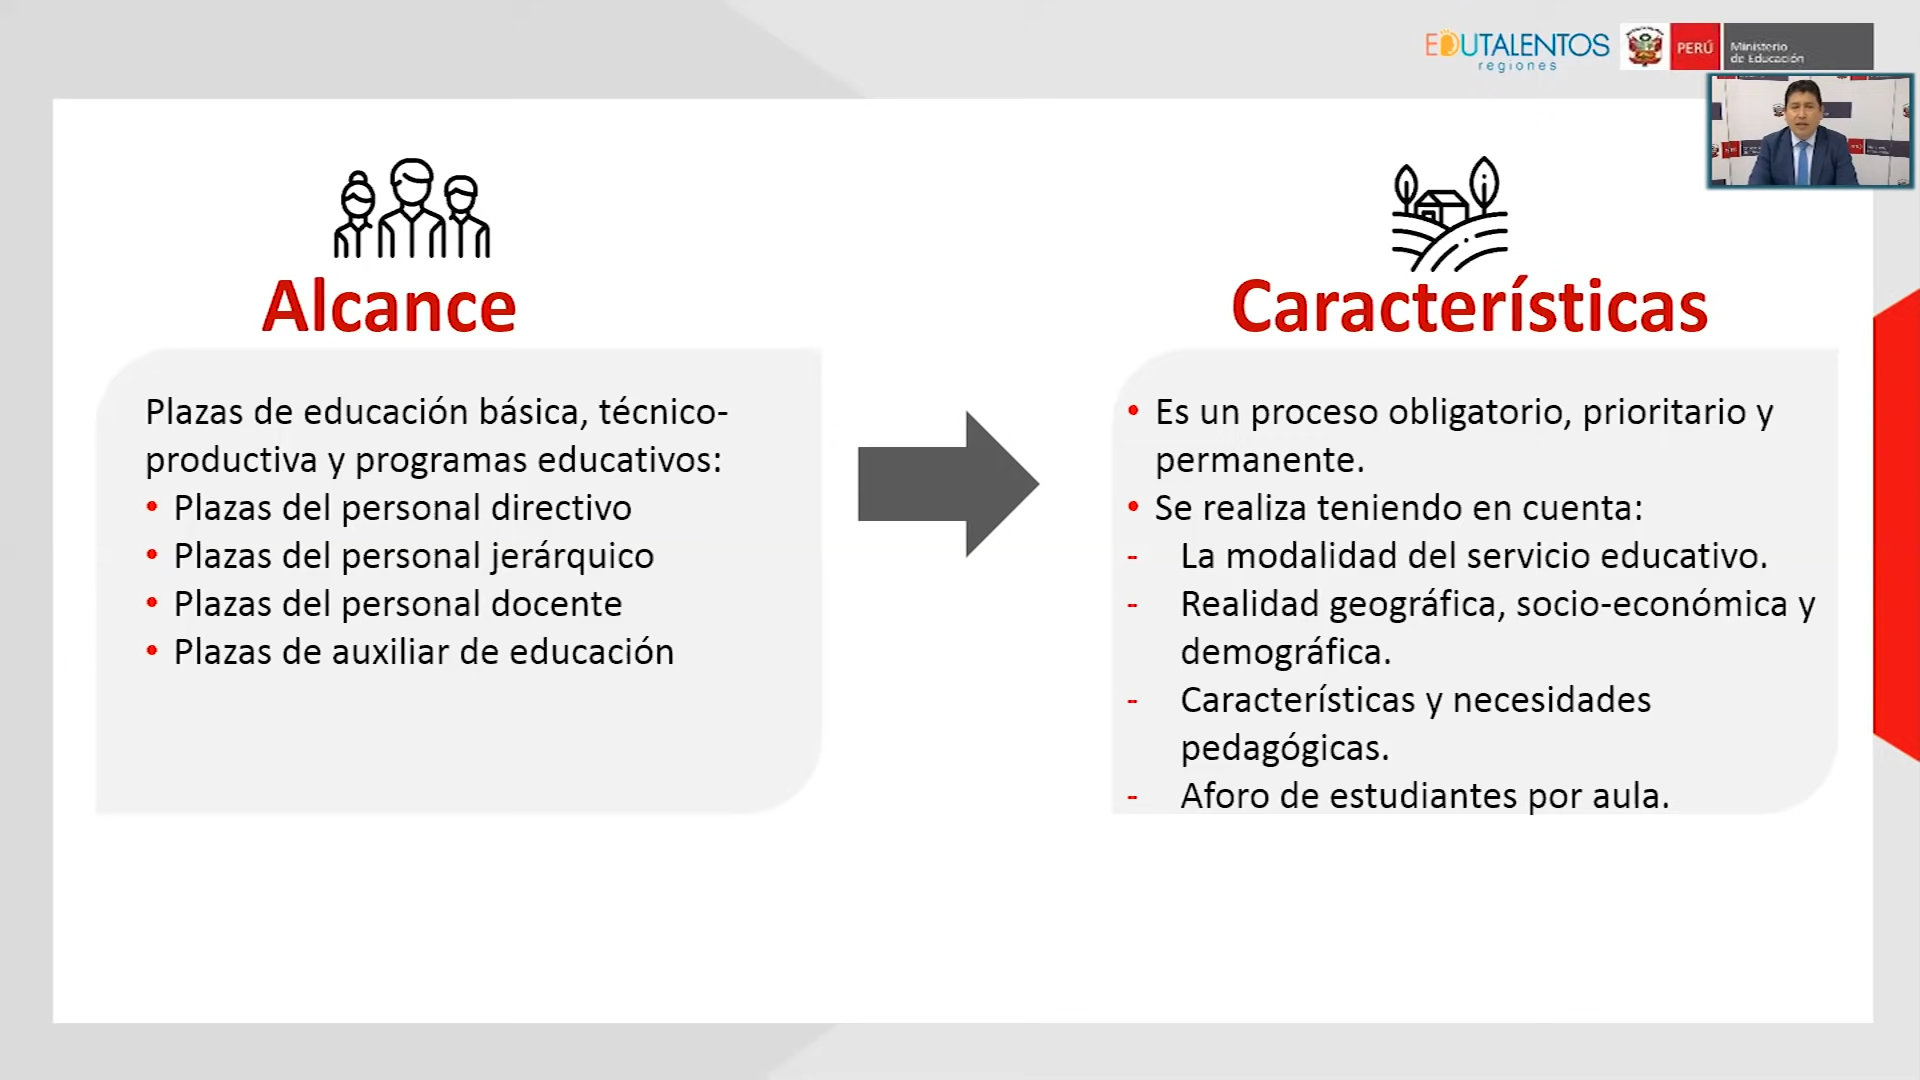 EDUTALENTOS
regiones
PERÚ
Ministerio
de Educación
Alcance
Plazas de educación básica, técnico-
productiva y programas educativos:
• Plazas del personal directivo
• Plazas del personal jerárquico
• Plazas del personal docente
• Plazas de auxiliar de educación
Características
• Es un proceso obligatorio, prioritario y
permanente.
• Se realiza teniendo en cuenta:
- La modalidad del servicio educativo.
- Realidad geográfica, socio-económica y
demográfica.
- Características y necesidades
pedagógicas.
- Aforo de estudiantes por aula.